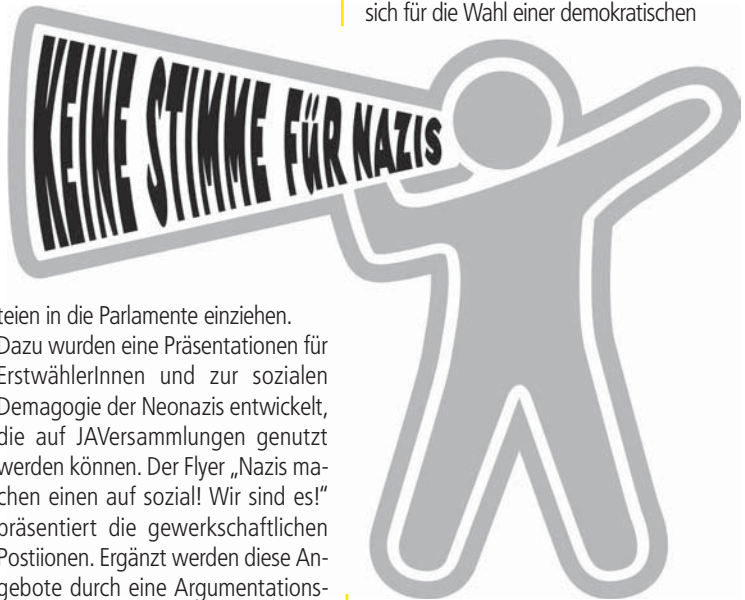 sich für die Wahl einer demokratischen
KEINE STIMME FÜR NAZIS
teien in die Parlamente einziehen.
Dazu wurden eine Präsentationen für
ErstwählerInnen und zur sozialen
Demagogie der Neonazis entwickelt,
die auf JAVersammlungen genutzt
werden können. Der Flyer „Nazis ma-
chen einen auf sozial! Wir sind es!“
präsentiert die gewerkschaftlichen
Postiionen. Ergänzt werden diese An-
gebote durch eine Argumentations-